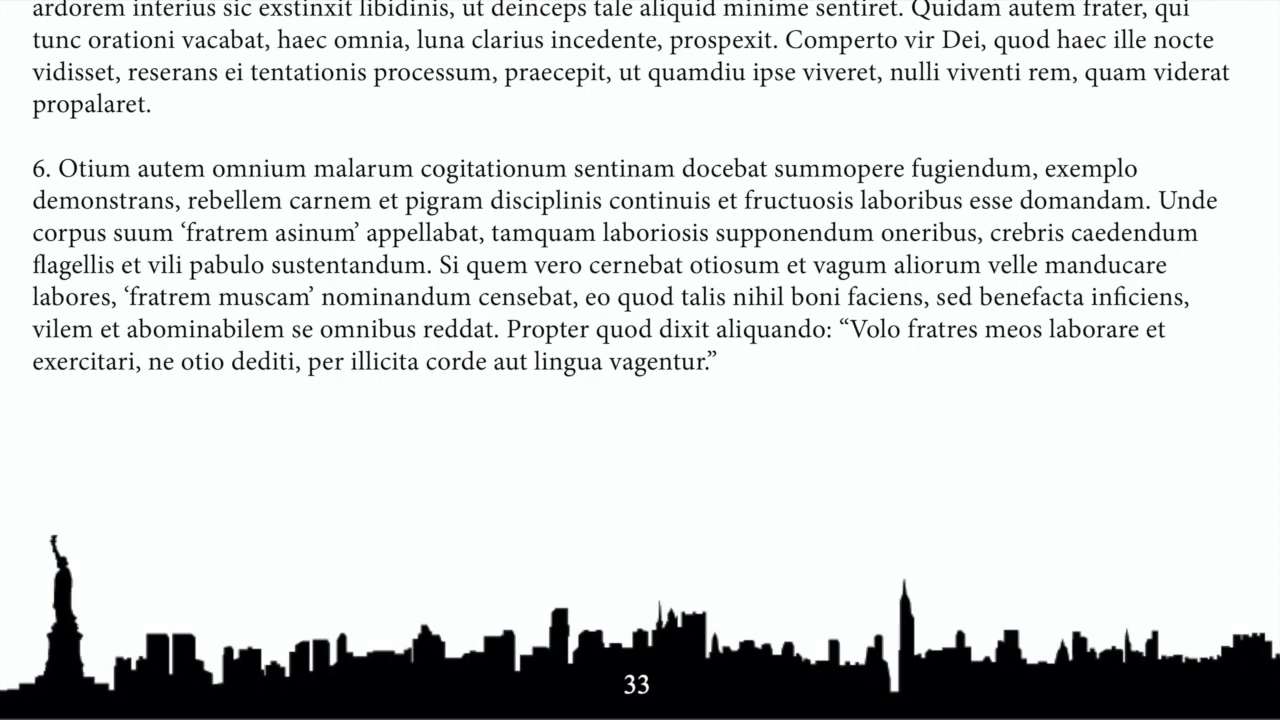 ardorem interius sic exstinxit libidinis, ut deinceps tale aliquid minime sentiret. Quidam autem frater, qui
tunc orationi vacabat, haec omnia, luna clarius incedente, prospexit. Comperto vir Dei, quod haec ille nocte
vidisset, reserans ei tentationis processum, praecepit, ut quamdiu ipse viveret, nulli viventi rem, quam viderat
propalaret.
6. Otium autem omnium malarum cogitationum sentinam docebat summopere fugiendum, exemplo
demonstrans, rebellem carnem et pigram disciplinis continuis et fructuosis laboribus esse domandam. Unde
corpus suum ‘fratrem asinum’ appellabat, tamquam laboriosis supponendum oneribus, crebris caedendum
flagellis et vili pabulo sustentandum. Si quem vero cernebat otiosum et vagum aliorum velle manducare
labores, ‘fratrem muscam’ nominandum censebat, eo quod talis nihil boni faciens, sed benefacta inficiens,
vilem et abominabilem se omnibus reddat. Propter quod dixit aliquando: “Volo fratres meos laborare et
exercitari, ne otio dediti, per illicita corde aut lingua vagentur.”
33